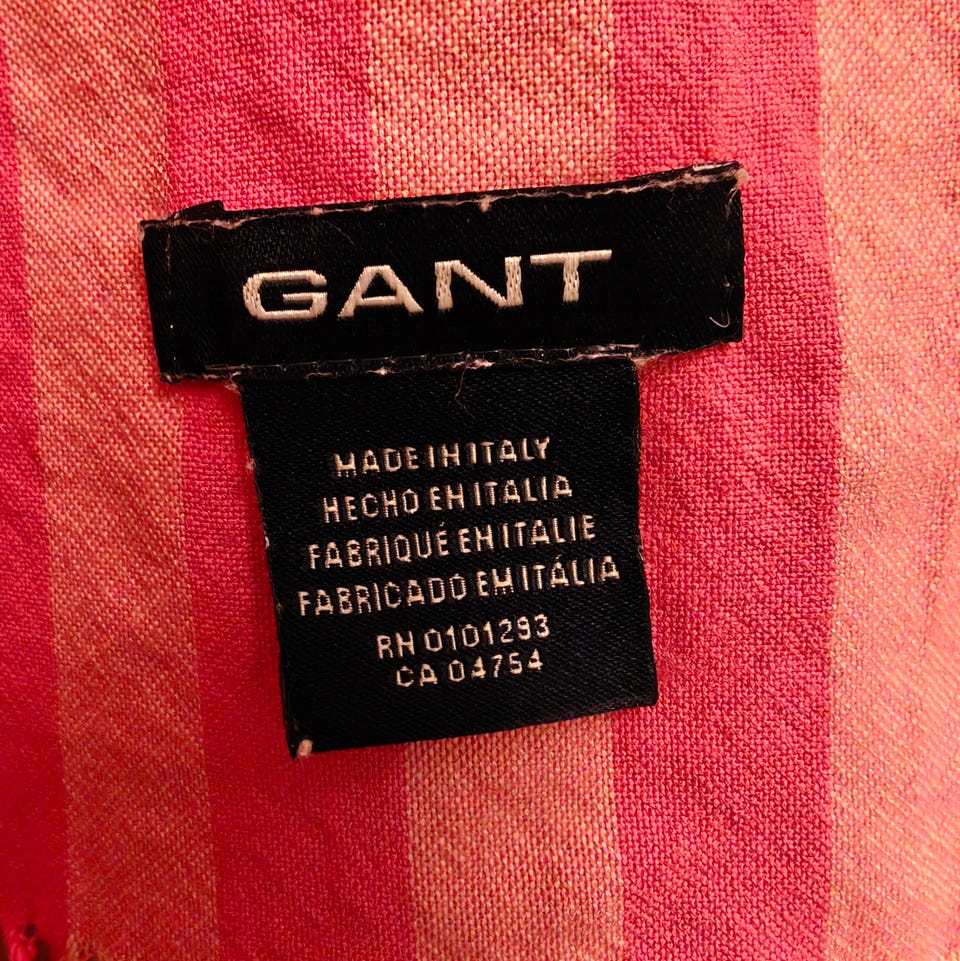 GANT
MADE IN ITALY
HECHO EN ITALIA
FABRIQUÉ EN ITALIE
FABRICADO EM ITÁLIA
RN 0101293
CA 04754